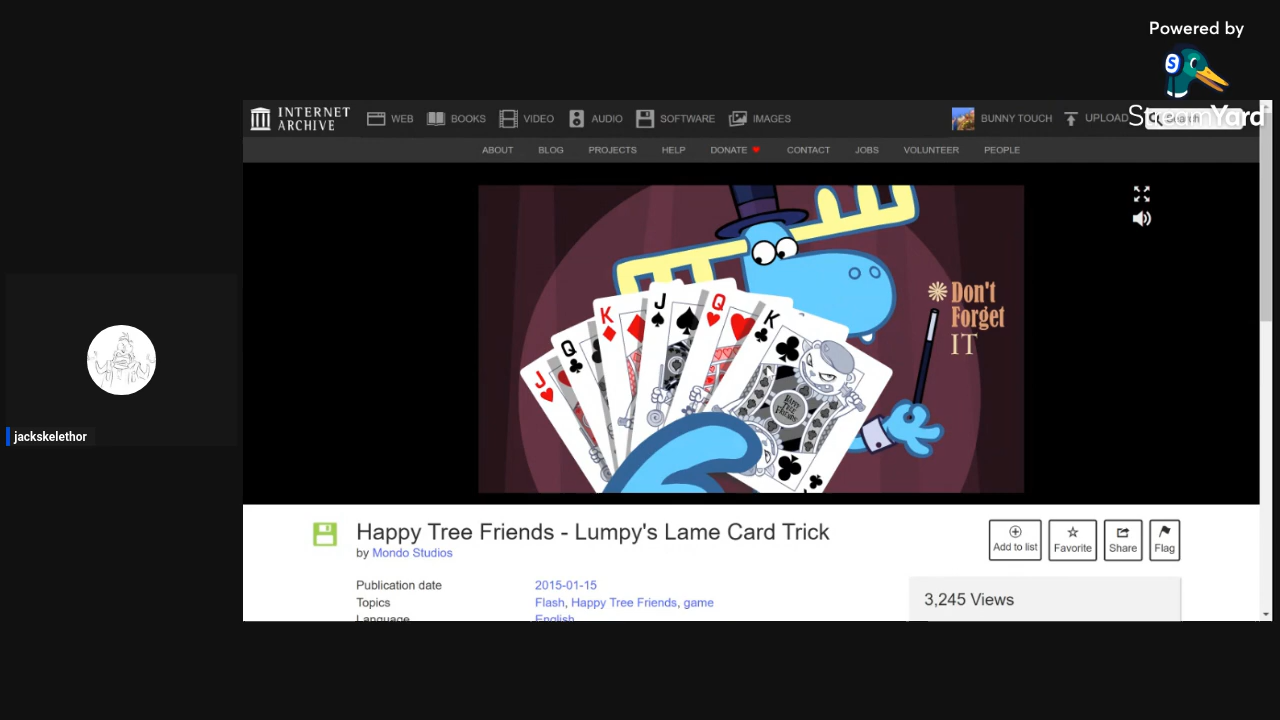 Powered by
StreamYard
INTERNET ARCHIVE
WEB BOOKS VIDEO AUDIO SOFTWARE IMAGES BUNNY TOUCH UPLOAD
ABOUT BLOG PROJECTS HELP DONATE CONTACT JOBS VOLUNTEER PEOPLE
Don't
Forget
IT
J Q K J Q K
jackskelethor
Happy Tree Friends - Lumpy's Lame Card Trick
by Mondo Studios
Add to list Favorite Share Flag
Publication date 2015-01-15
Topics Flash, Happy Tree Friends, game
Language English
3,245 Views